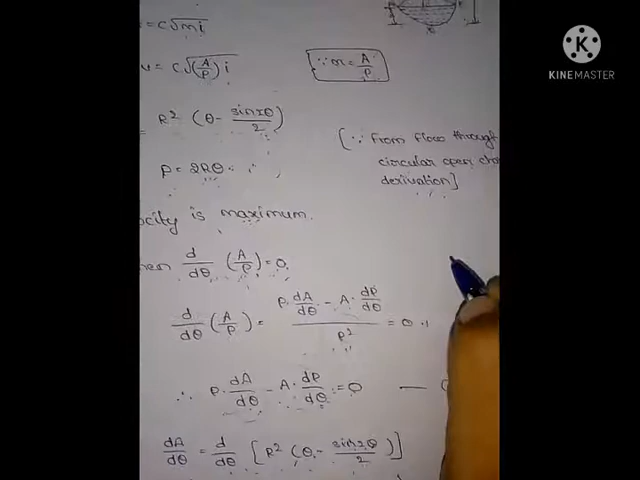 = C√mi
u = C√(A/P) i [∵ m = A/P]
= R² (θ - sin2θ/2)
[∵ From flow through
circular open
derivation]
P = 2Rθ
ocity is maximum.
d/dθ (A/P) = 0.
d/dθ (A/P) = (P. dA/dθ - A. dP/dθ)/P² = 0
∴ P. dA/dθ - A. dP/dθ = 0 —
dA/dθ = d/dθ [R² (θ - sin2θ/2)]
KINEMASTER